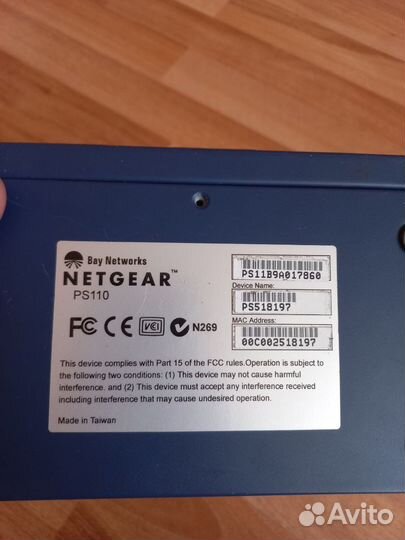 Bay Networks
NETGEAR™
PS110
FC CE VCI N269
PS11B9A017860
Device Name:
PS518197
MAC Address:
00C002518197
This device complies with Part 15 of the FCC rules.Operation is subject to
the following two conditions: (1) This device may not cause harmful
interference. and (2) This device must accept any interference received
including interference that may cause undesired operation.
Made in Taiwan
Avito